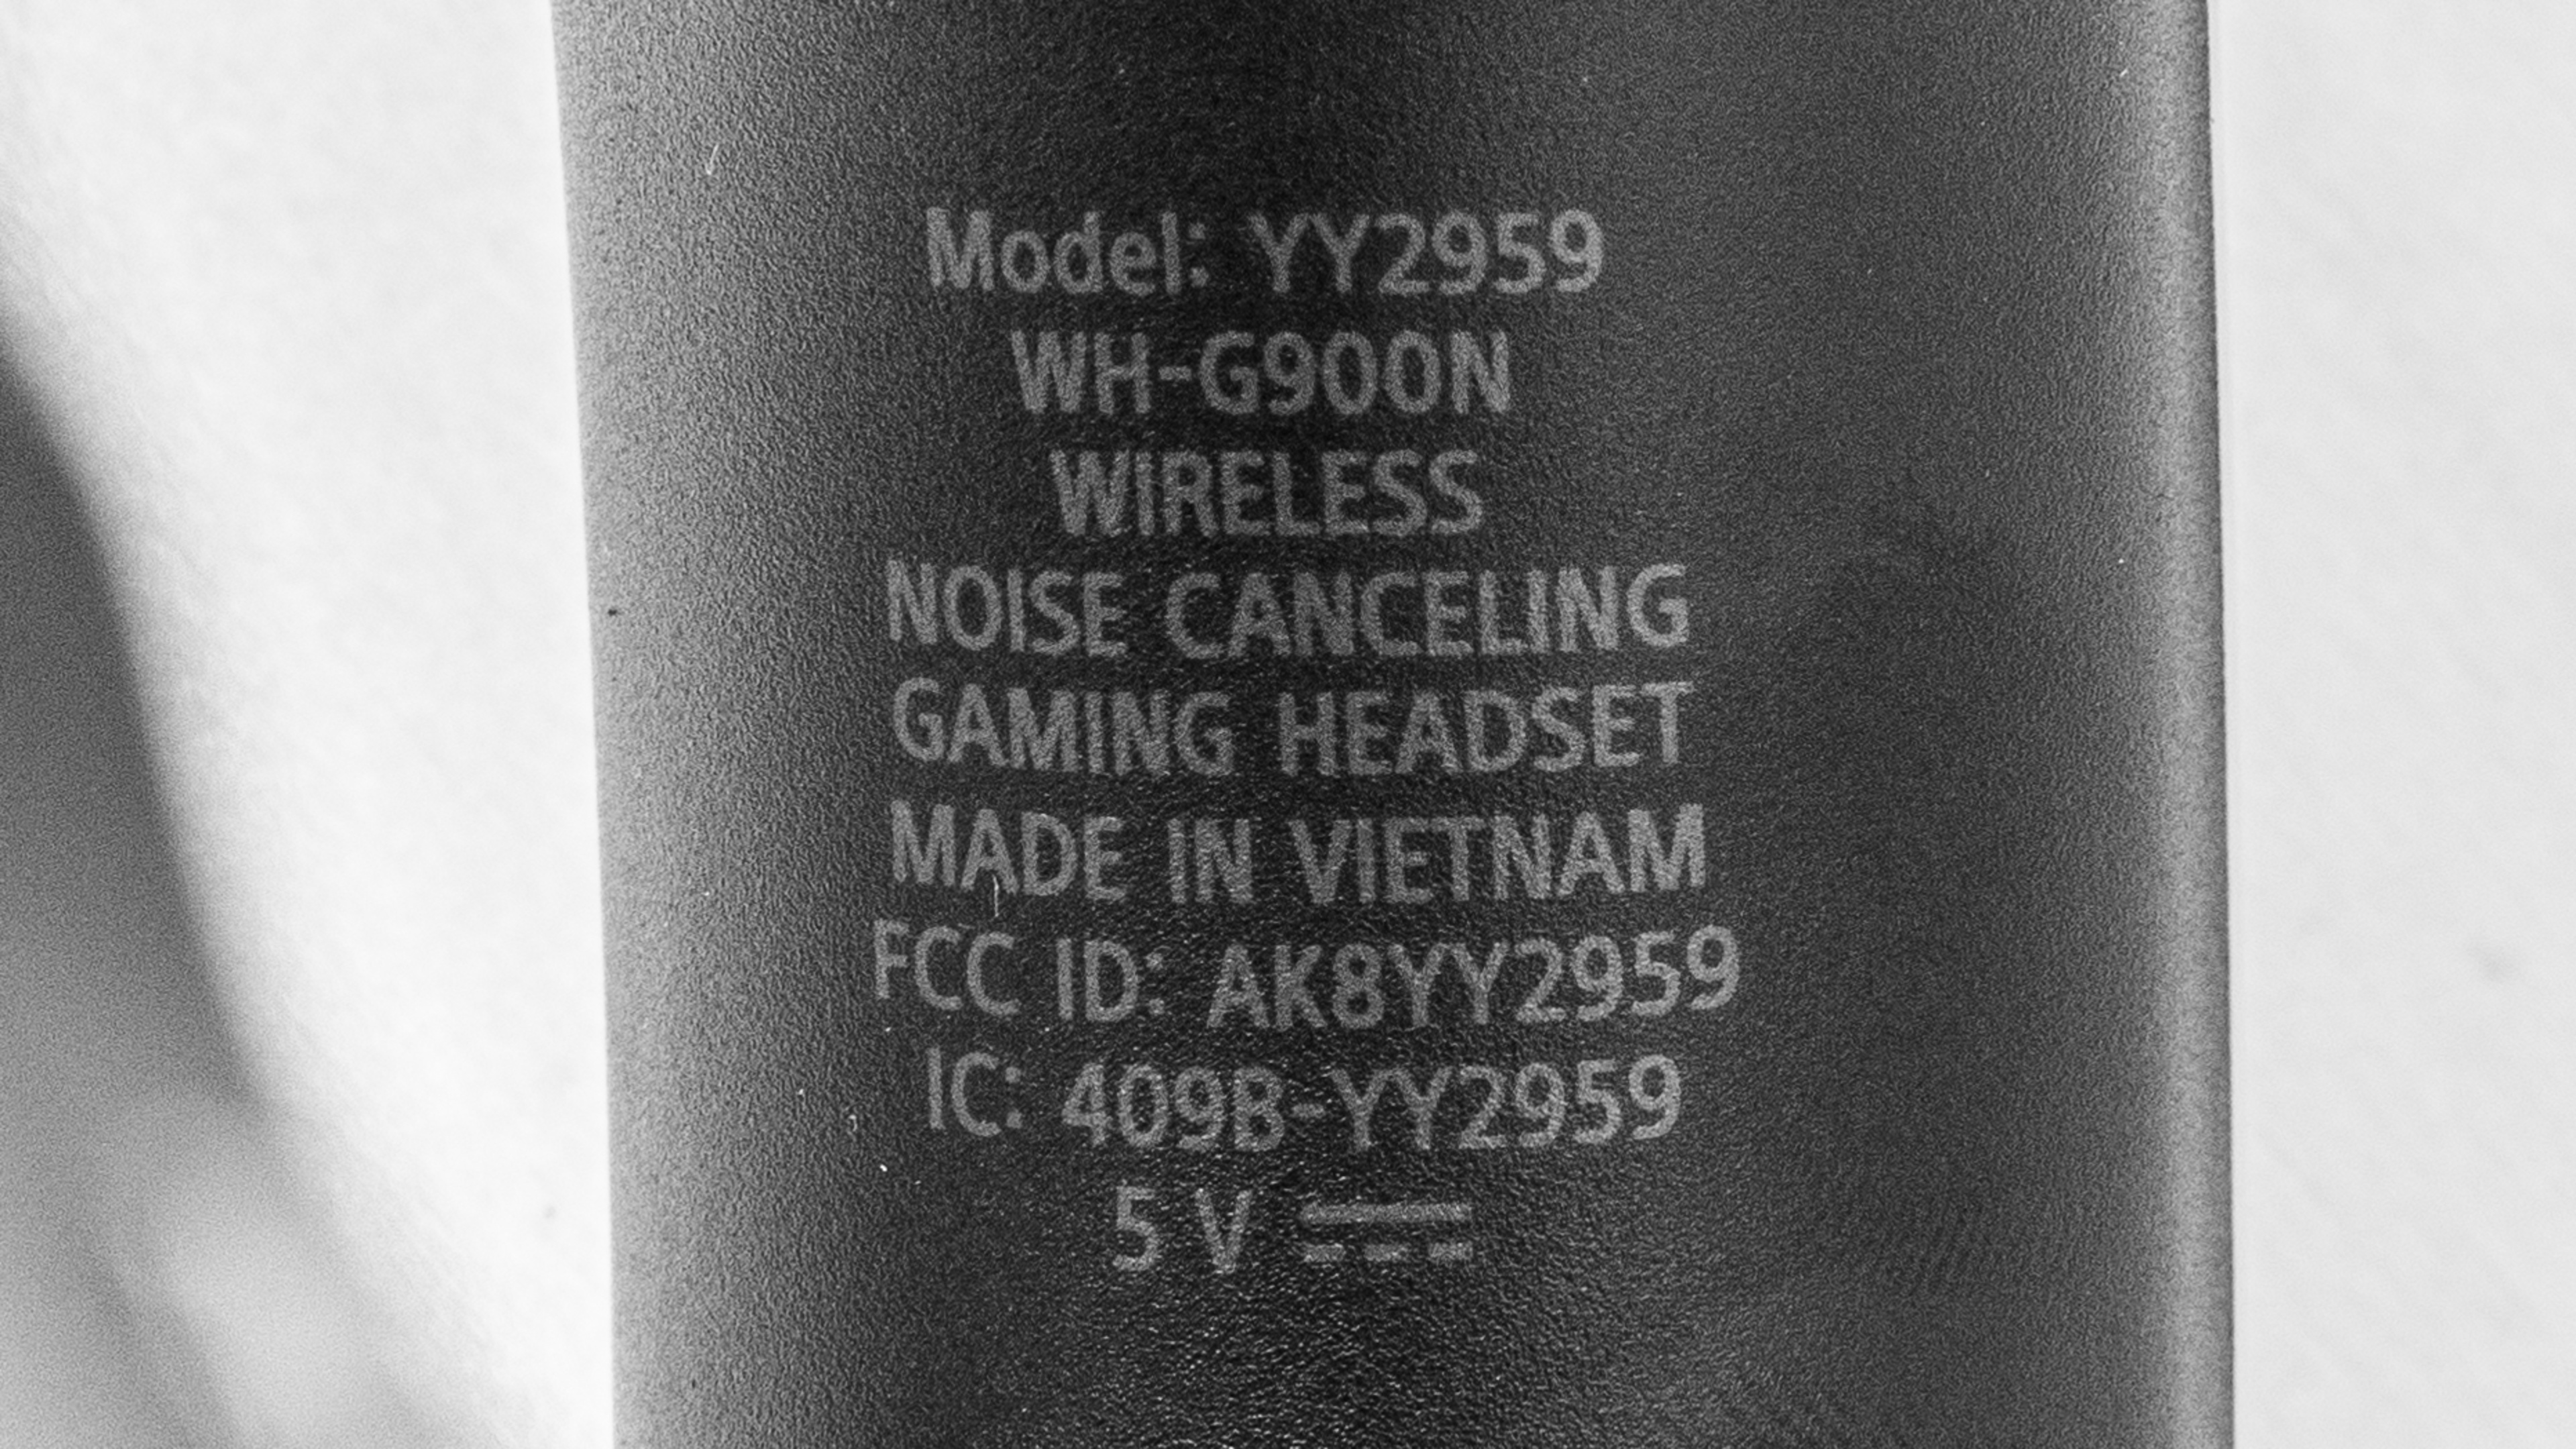 Model: YY2959
WH-G900N
WIRELESS
NOISE CANCELING
GAMING HEADSET
MADE IN VIETNAM
FCC ID: AK8YY2959
IC: 409B-YY2959
5 V ⎓